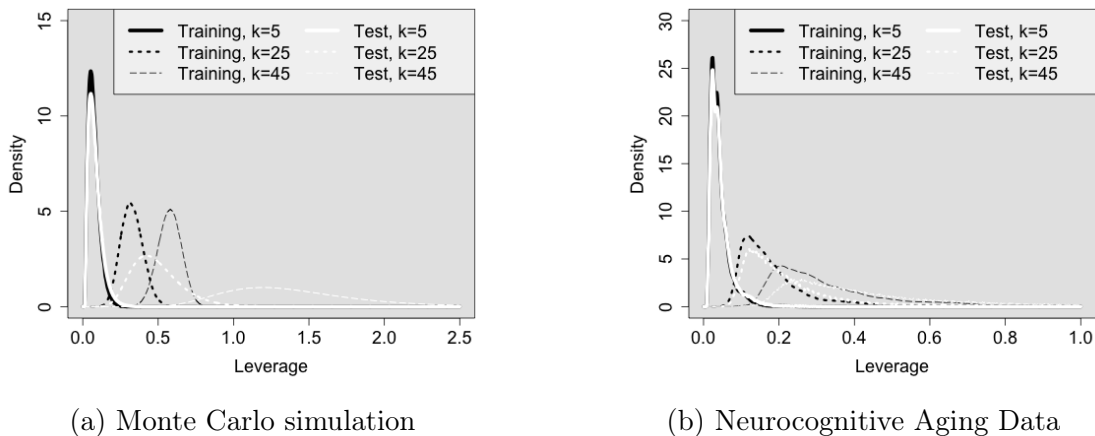 15
10
5
0
Density
Training, k=5
Training, k=25
Training, k=45
Test, k=5
Test, k=25
Test, k=45
0.0 0.5 1.0 1.5 2.0 2.5
Leverage
(a) Monte Carlo simulation
30
25
20
15
10
5
0
Density
Training, k=5
Training, k=25
Training, k=45
Test, k=5
Test, k=25
Test, k=45
0.0 0.2 0.4 0.6 0.8 1.0
Leverage
(b) Neurocognitive Aging Data